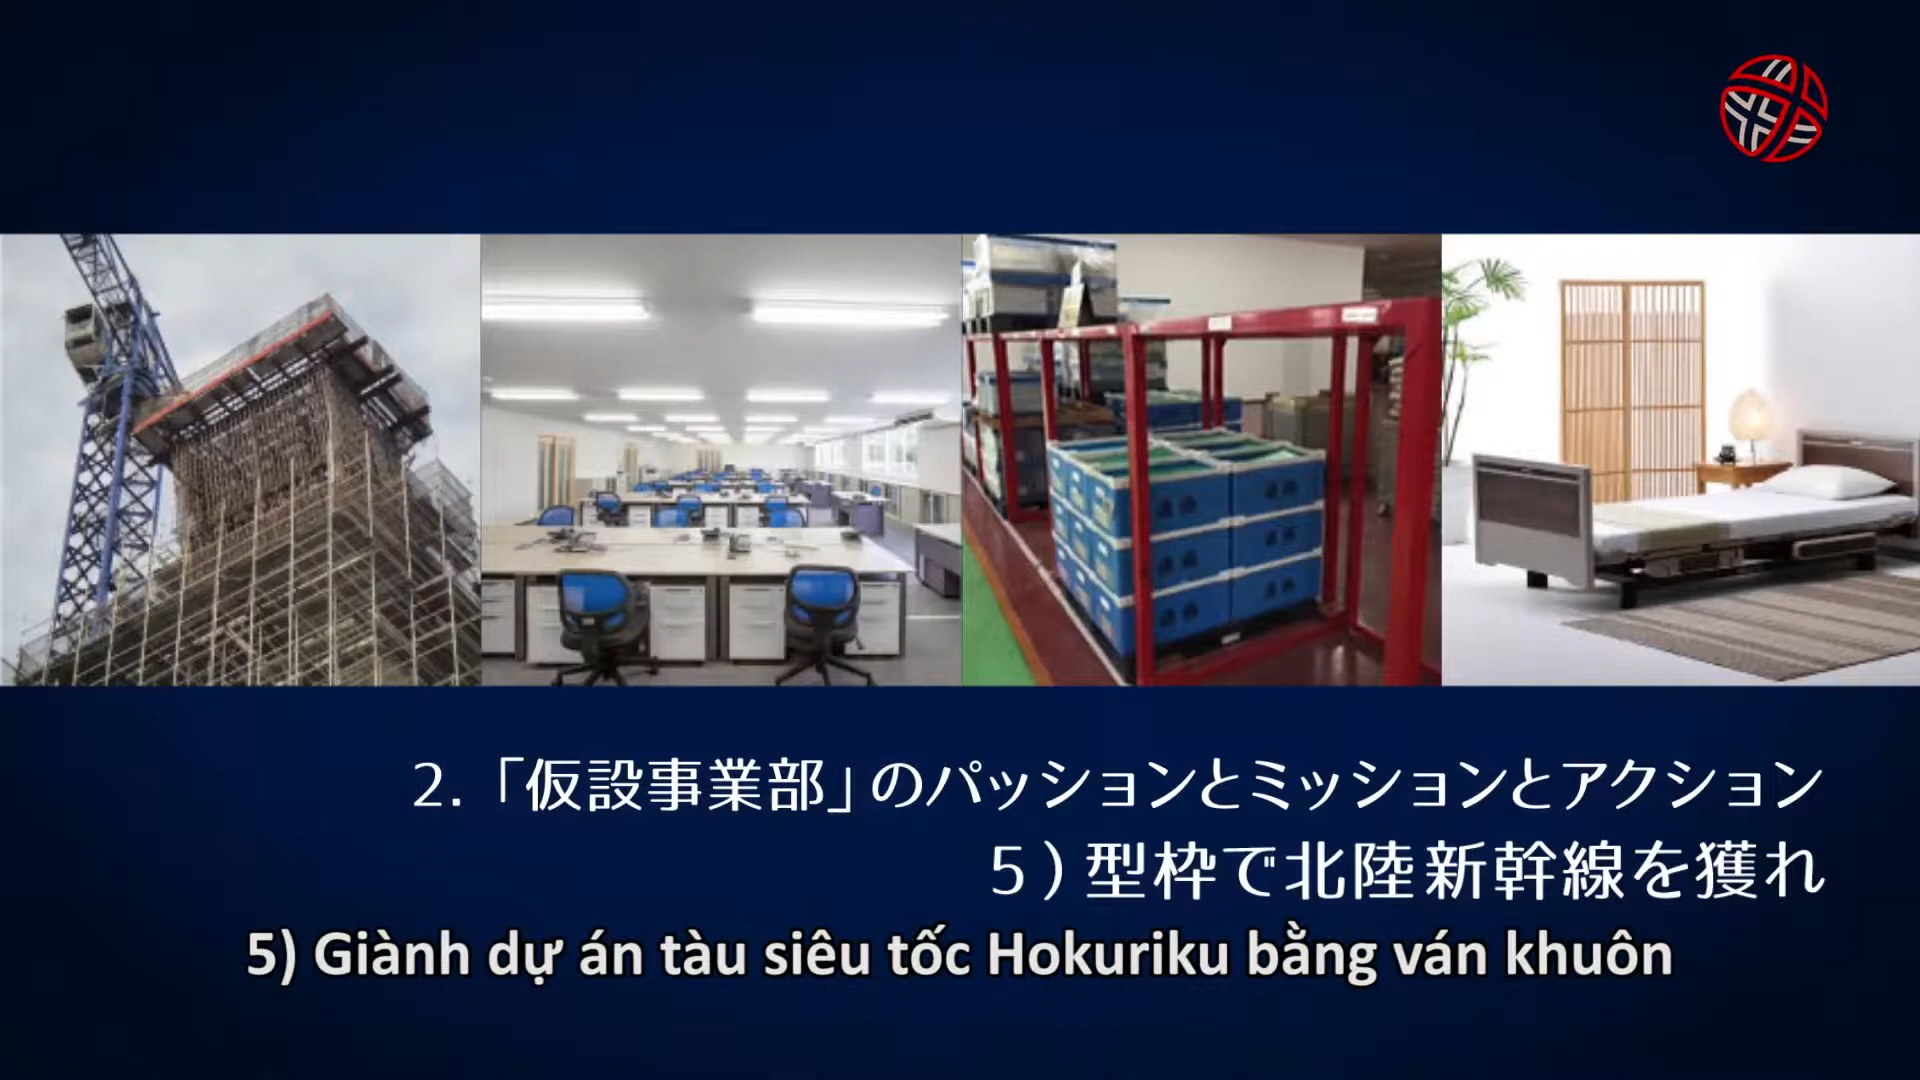 2.「仮設事業部」のパッションとミッションとアクション
5）型枠で北陸新幹線を獲れ
5) Giành dự án tàu siêu tốc Hokuriku bằng ván khuôn